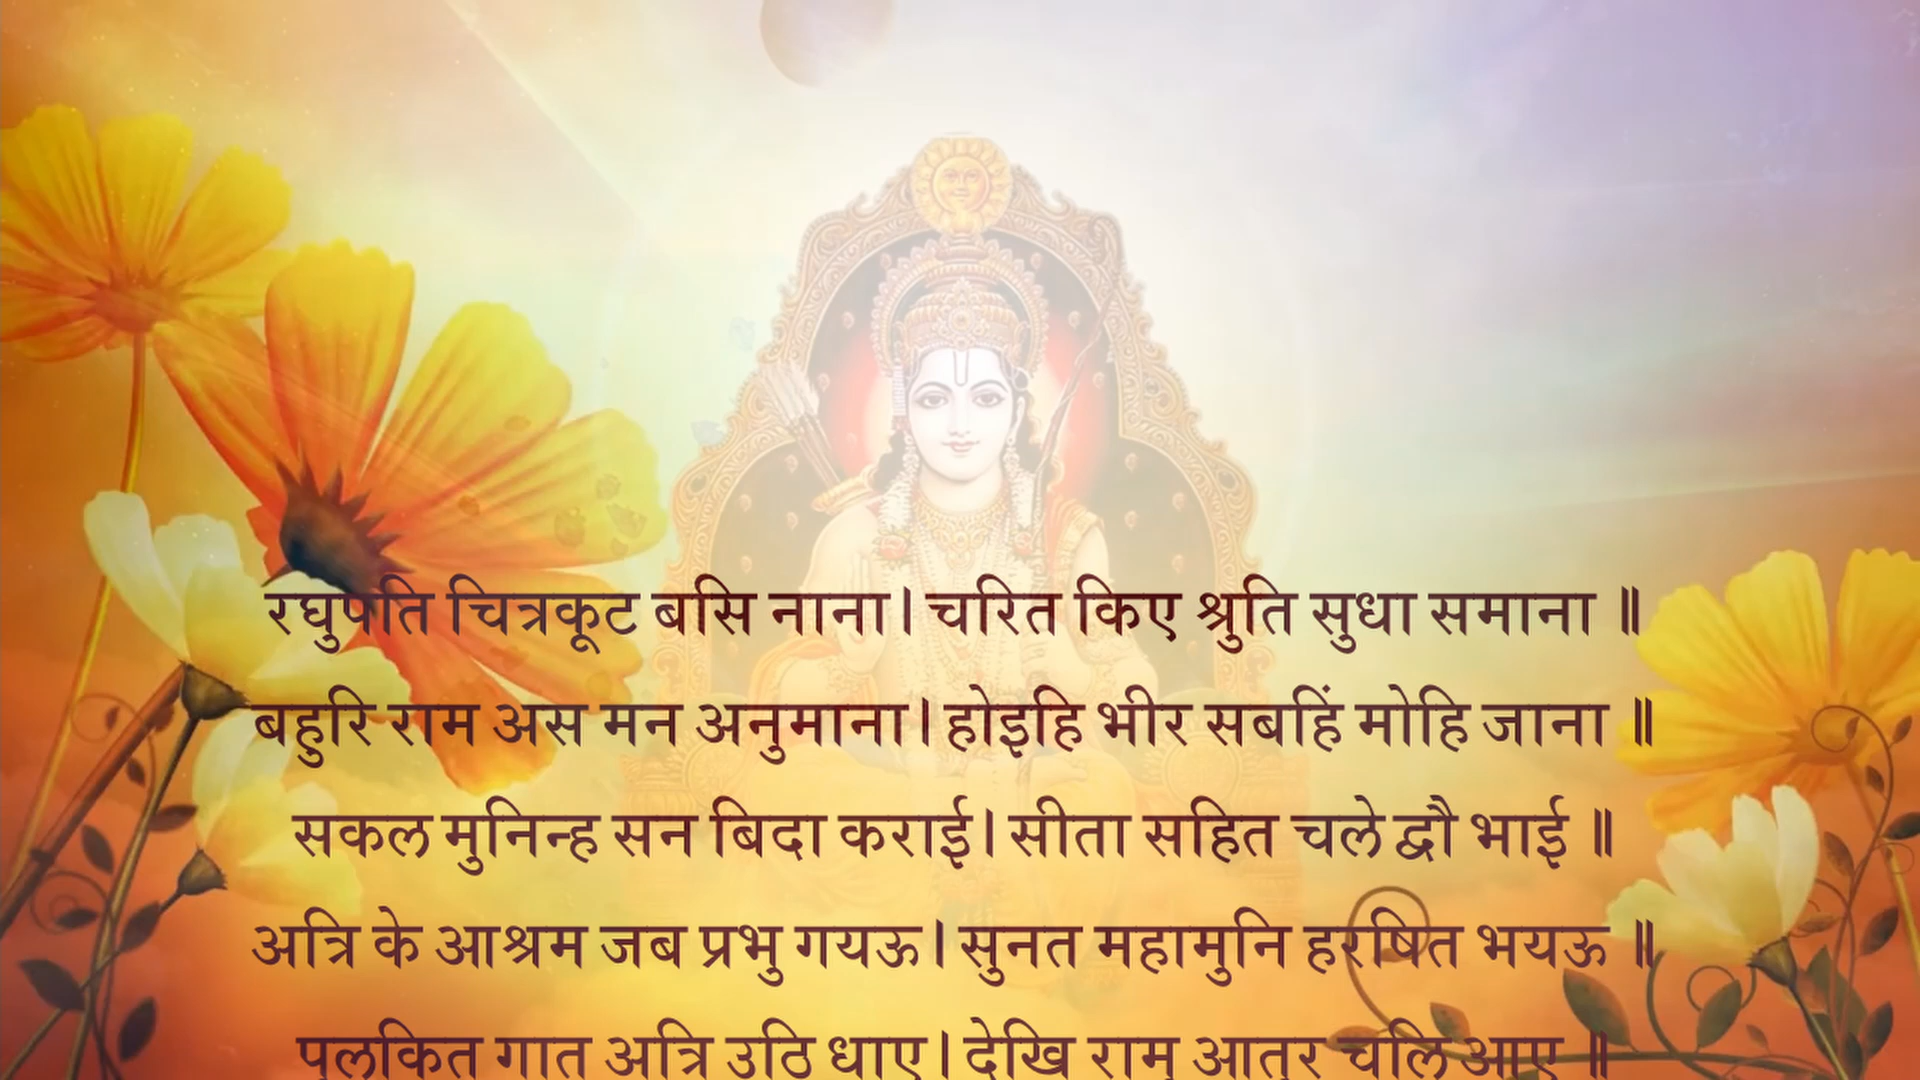 रघुपति चित्रकूट बसि नाना। चरित किए श्रुति सुधा समाना ॥
बहुरि राम अस मन अनुमाना। होइहि भीर सबहिं मोहि जाना ॥
सकल मुनिन्ह सन बिदा कराई। सीता सहित चले द्वौ भाई ॥
अत्रि के आश्रम जब प्रभु गयऊ। सुनत महामुनि हरषित भयऊ ॥
पुलकित गात अत्रि उठि धाए। देखि रामु आतुर चलि आए ॥